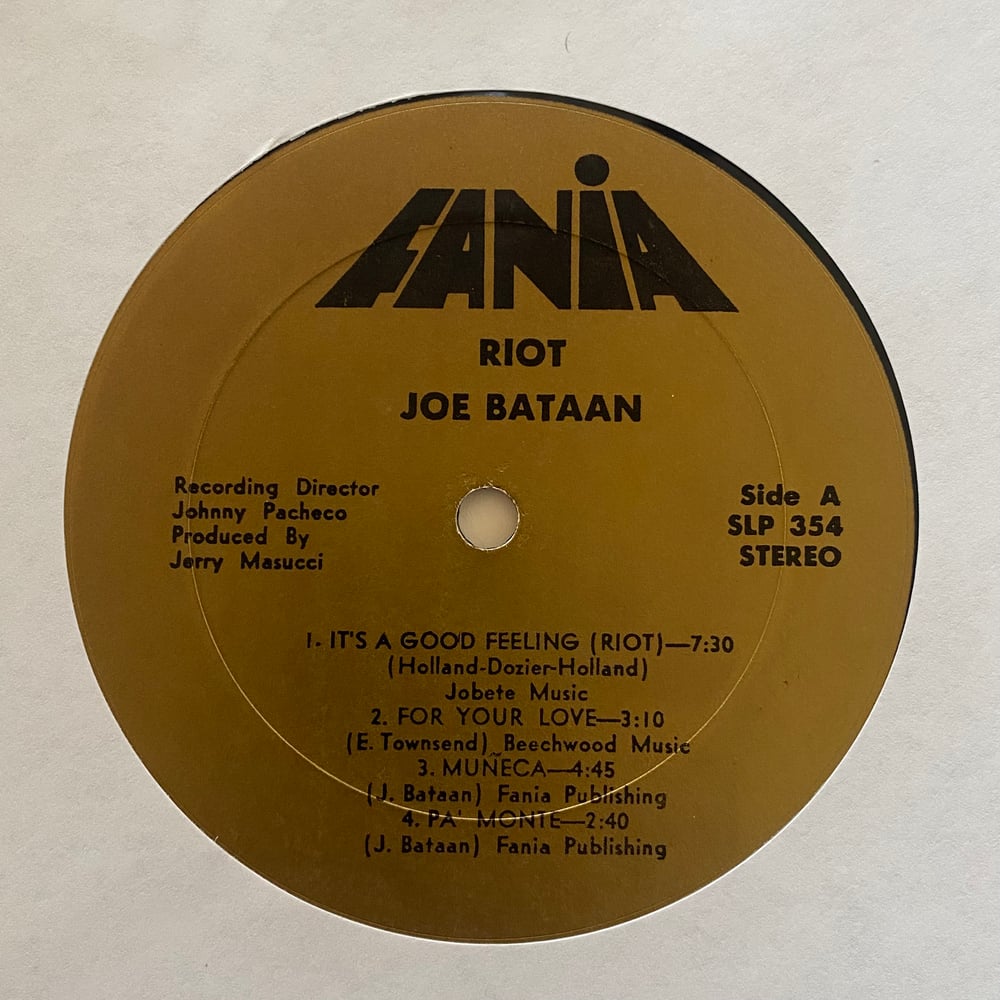 FANiA
RIOT
JOE BATAAN
Recording Director
Johnny Pacheco
Produced By
Jerry Masucci
Side A
SLP 354
STEREO
1. IT'S A GOOD FEELING (RIOT)—7:30
(Holland-Dozier-Holland)
Jobete Music
2. FOR YOUR LOVE—3:10
(E. Townsend) Beechwood Music
3. MUÑECA—4:45
(J. Bataan) Fania Publishing
4. PA' MONTE—2:40
(J. Bataan) Fania Publishing